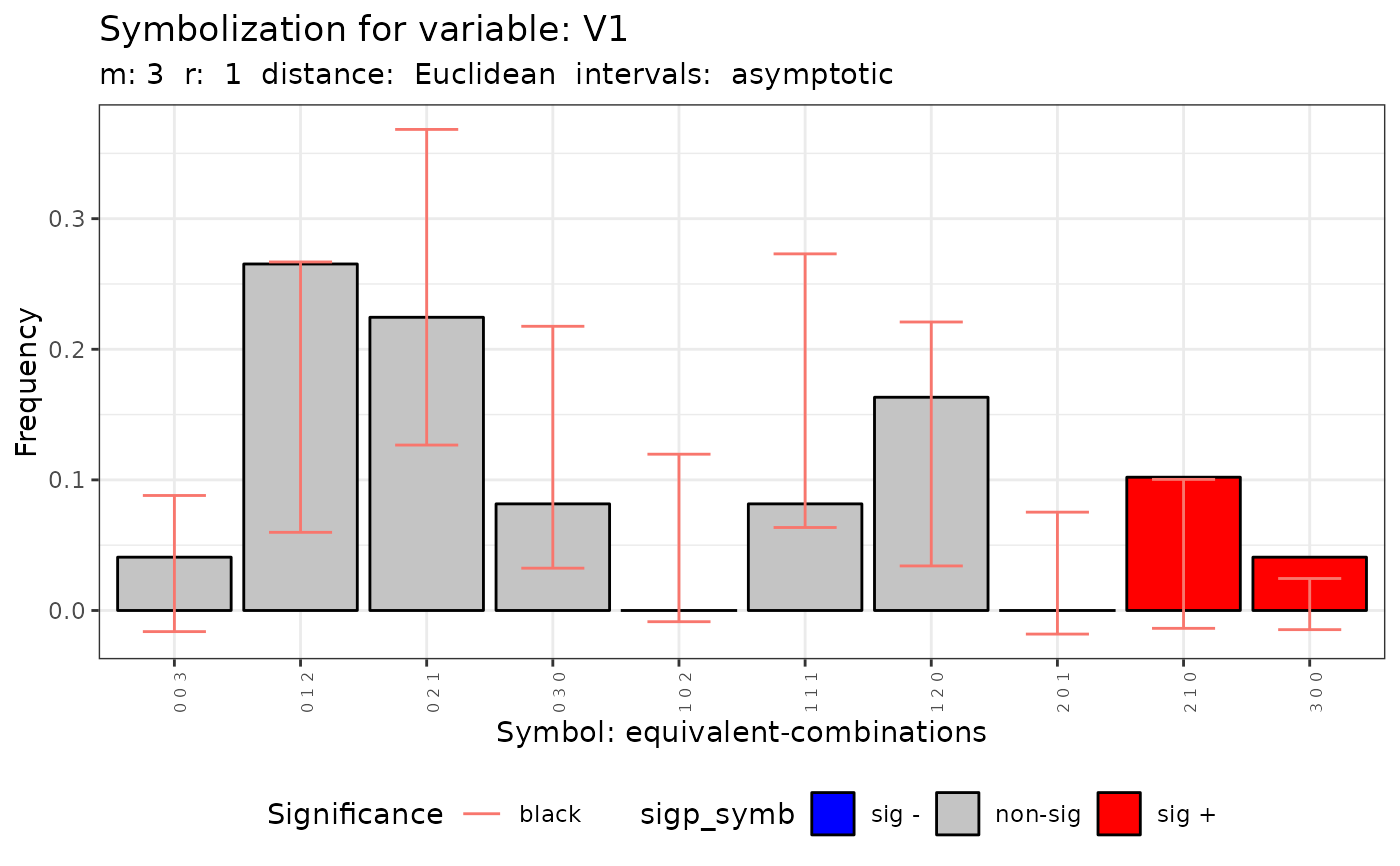 Symbolization for variable: V1
m: 3  r:  1  distance:  Euclidean  intervals:  asymptotic
Frequency
0.3
0.2
0.1
0.0
0 0 3
0 1 2
0 2 1
0 3 0
1 0 2
1 1 1
1 2 0
2 0 1
2 1 0
3 0 0
Symbol: equivalent-combinations
Significance black sigp_symb sig - non-sig sig +